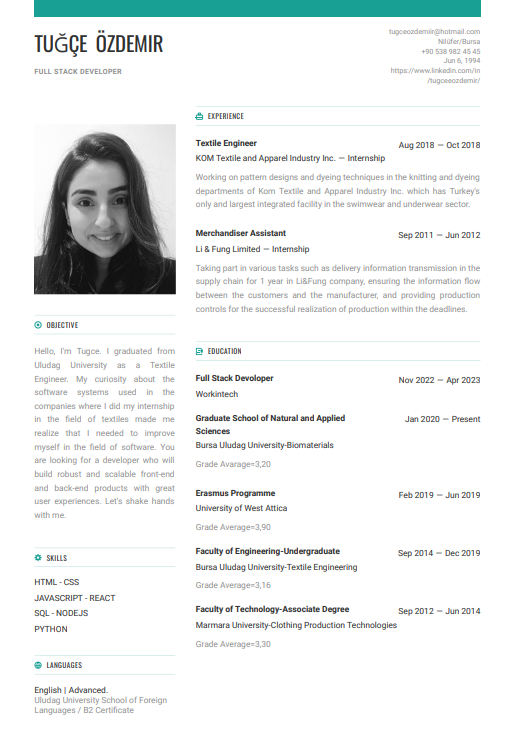 TUĞÇE ÖZDEMIR
FULL STACK DEVELOPER
tugceozdemiir@hotmail.com
Nilüfer/Bursa
+90 538 982 45 45
Jun 6, 1994
https://www.linkedin.com/in
/tugceeozdemir/
OBJECTIVE
Hello, I'm Tugce. I graduated from
Uludag University as a Textile
Engineer. My curiosity about the
software systems used in the
companies where I did my internship
in the field of textiles made me
realize that I needed to improve
myself in the field of software. You
are looking for a developer who will
build robust and scalable front-end
and back-end products with great
user experiences. Let's shake hands
with me.
SKILLS
HTML - CSS
JAVASCRIPT - REACT
SQL - NODEJS
PYTHON
LANGUAGES
English | Advanced.
Uludag University School of Foreign
Languages / B2 Certificate
EXPERIENCE
Textile Engineer
Aug 2018 — Oct 2018
KOM Textile and Apparel Industry Inc. — Internship
Working on pattern designs and dyeing techniques in the knitting and dyeing
departments of Kom Textile and Apparel Industry Inc. which has Turkey's
only and largest integrated facility in the swimwear and underwear sector.
Merchandiser Assistant
Sep 2011 — Jun 2012
Li & Fung Limited — Internship
Taking part in various tasks such as delivery information transmission in the
supply chain for 1 year in Li&Fung company, ensuring the information flow
between the customers and the manufacturer, and providing production
controls for the successful realization of production within the deadlines.
EDUCATION
Full Stack Devoloper
Nov 2022 — Apr 2023
Workintech
Graduate School of Natural and Applied
Sciences
Jan 2020 — Present
Bursa Uludag University-Biomaterials
Grade Avarage=3,20
Erasmus Programme
Feb 2019 — Jun 2019
University of West Attica
Grade Average=3,90
Faculty of Engineering-Undergraduate
Sep 2014 — Dec 2019
Bursa Uludag University-Textile Engineering
Grade Average=3,16
Faculty of Technology-Associate Degree
Sep 2012 — Jun 2014
Marmara University-Clothing Production Technologies
Grade Average=3,30